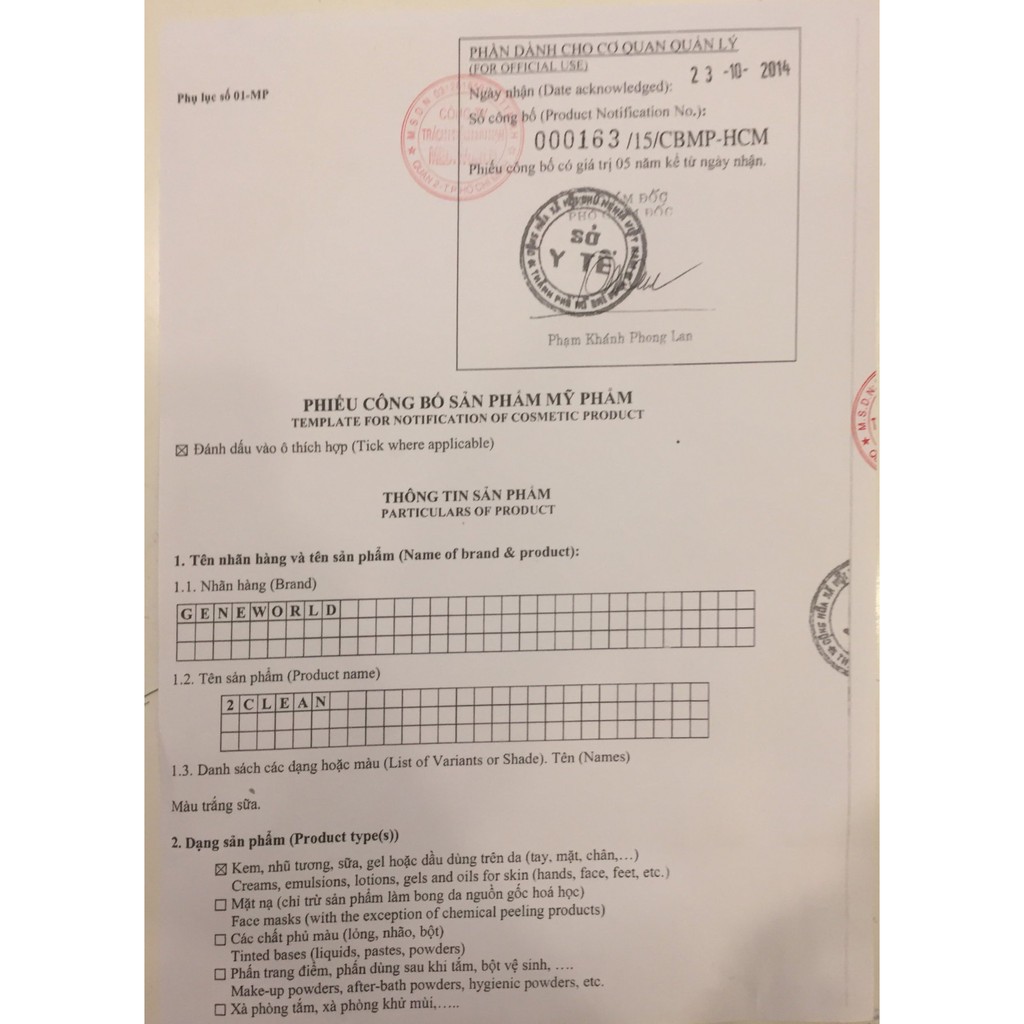 Phụ lục số 01-MP
PHẦN DÀNH CHO CƠ QUAN QUẢN LÝ
(FOR OFFICIAL USE)
Ngày nhận (Date acknowledged): 23 -10- 2014
Số công bố (Product Notification No.):
000163 /15/CBMP-HCM
Phiếu công bố có giá trị 05 năm kể từ ngày nhận.
SỞ
Y TẾ
Phạm Khánh Phong Lan
PHIẾU CÔNG BỐ SẢN PHẨM MỸ PHẨM
TEMPLATE FOR NOTIFICATION OF COSMETIC PRODUCT
☒ Đánh dấu vào ô thích hợp (Tick where applicable)
THÔNG TIN SẢN PHẨM
PARTICULARS OF PRODUCT
1. Tên nhãn hàng và tên sản phẩm (Name of brand & product):
1.1. Nhãn hàng (Brand)
GENEWORLD
1.2. Tên sản phẩm (Product name)
2CLEAN
1.3. Danh sách các dạng hoặc màu (List of Variants or Shade). Tên (Names)
Màu trắng sữa.
2. Dạng sản phẩm (Product type(s))
☒ Kem, nhũ tương, sữa, gel hoặc dầu dùng trên da (tay, mặt, chân,…)
Creams, emulsions, lotions, gels and oils for skin (hands, face, feet, etc.)
☐ Mặt nạ (chỉ trừ sản phẩm làm bong da nguồn gốc hoá học)
Face masks (with the exception of chemical peeling products)
☐ Các chất phủ màu (lỏng, nhão, bột)
Tinted bases (liquids, pastes, powders)
☐ Phấn trang điểm, phấn dùng sau khi tắm, bột vệ sinh, ….
Make-up powders, after-bath powders, hygienic powders, etc.
☐ Xà phòng tắm, xà phòng khử mùi,…..